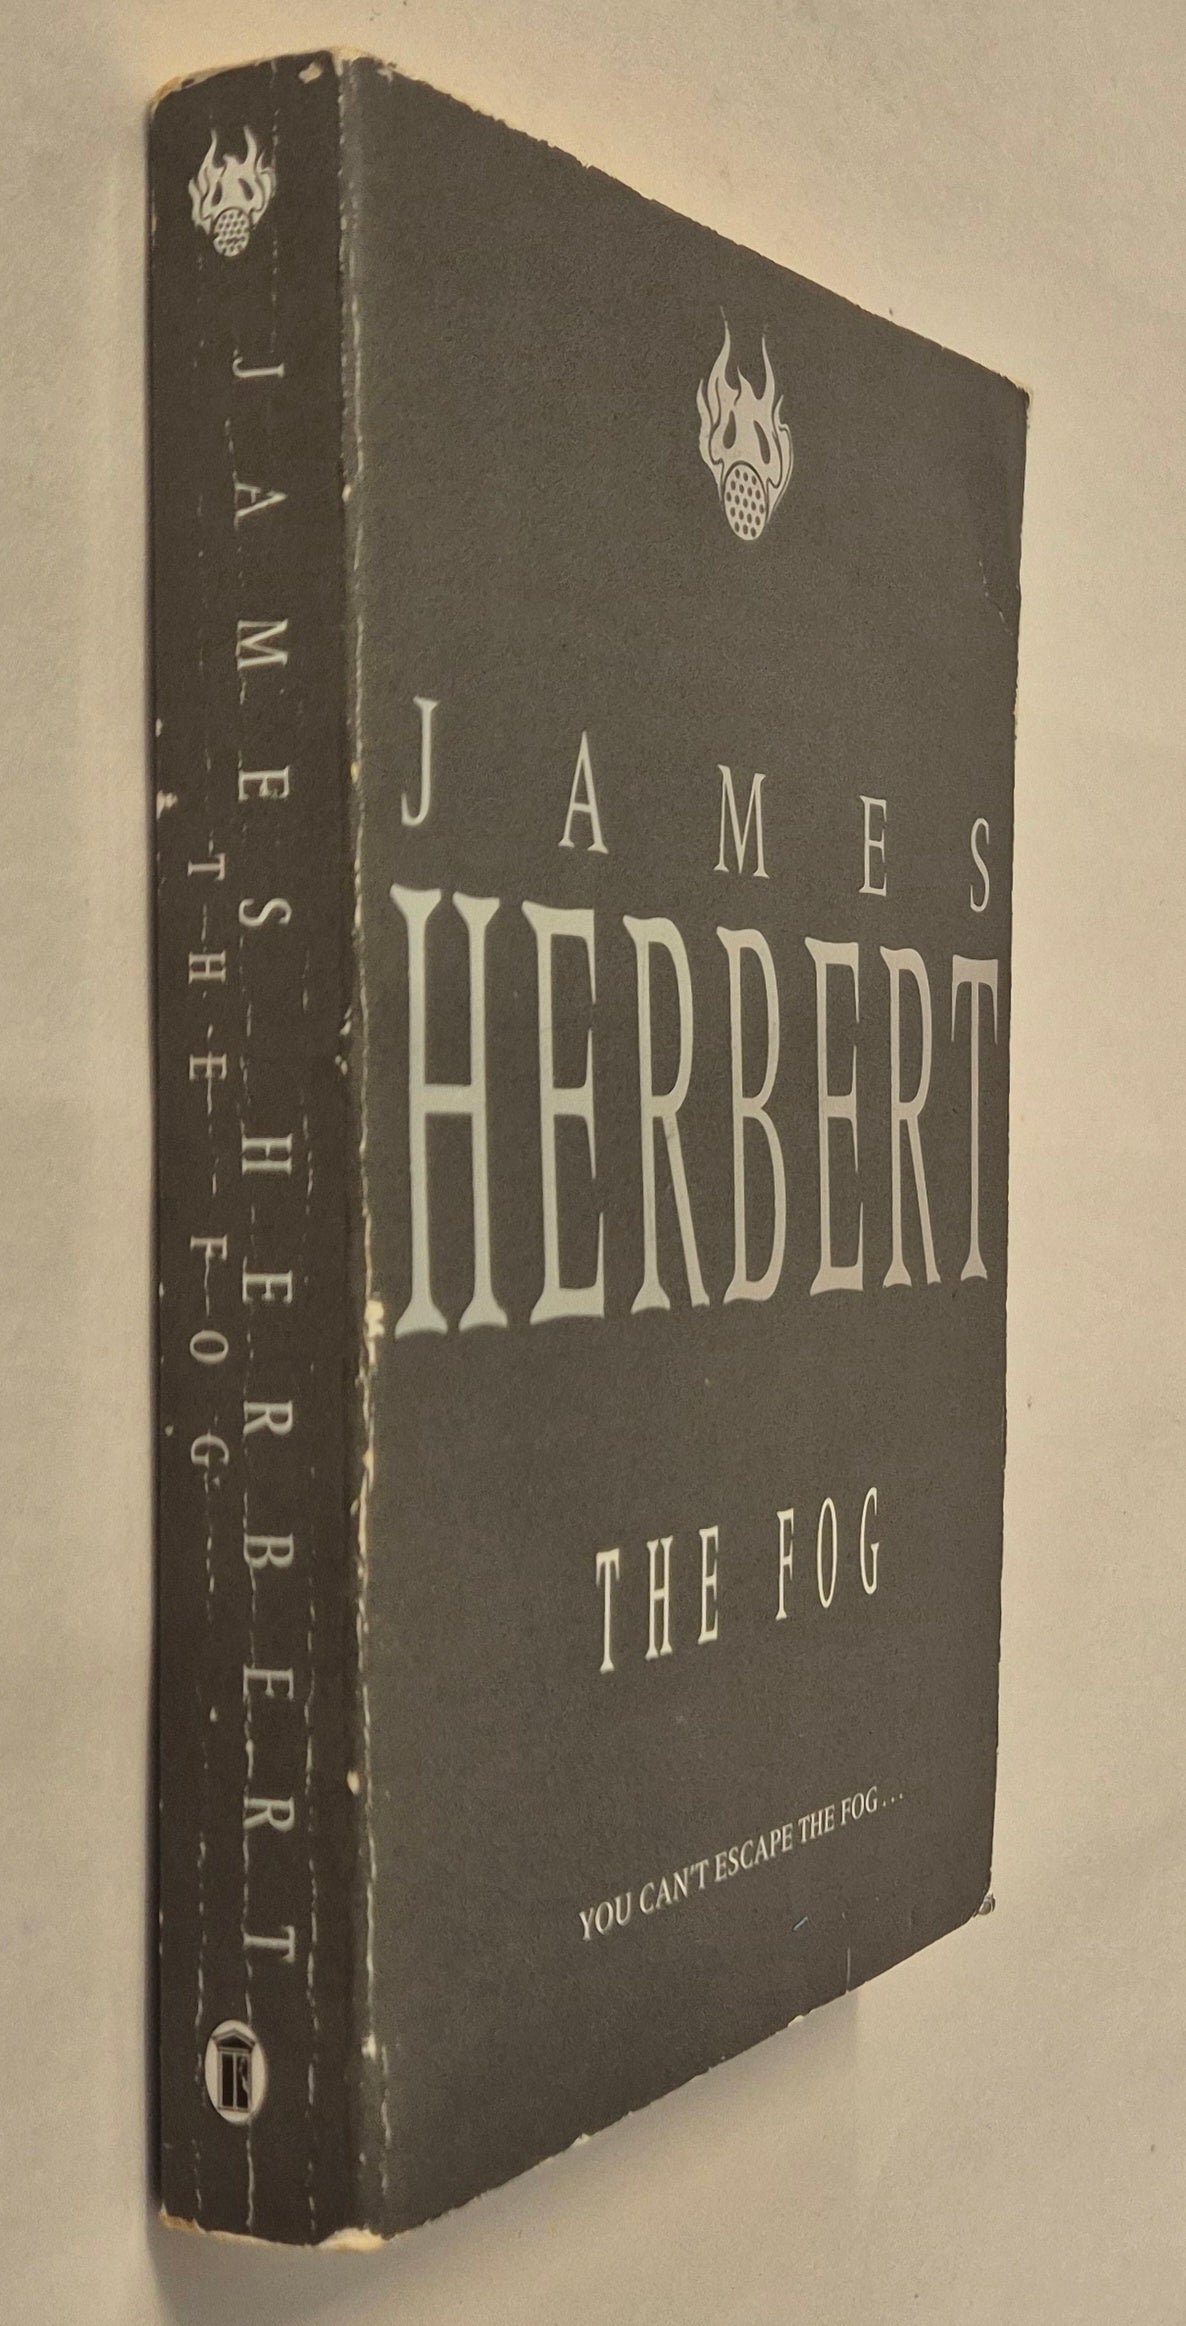 JAMES HERBERT
THE FOG
JAMES
HERBERT
THE FOG
YOU CAN'T ESCAPE THE FOG...